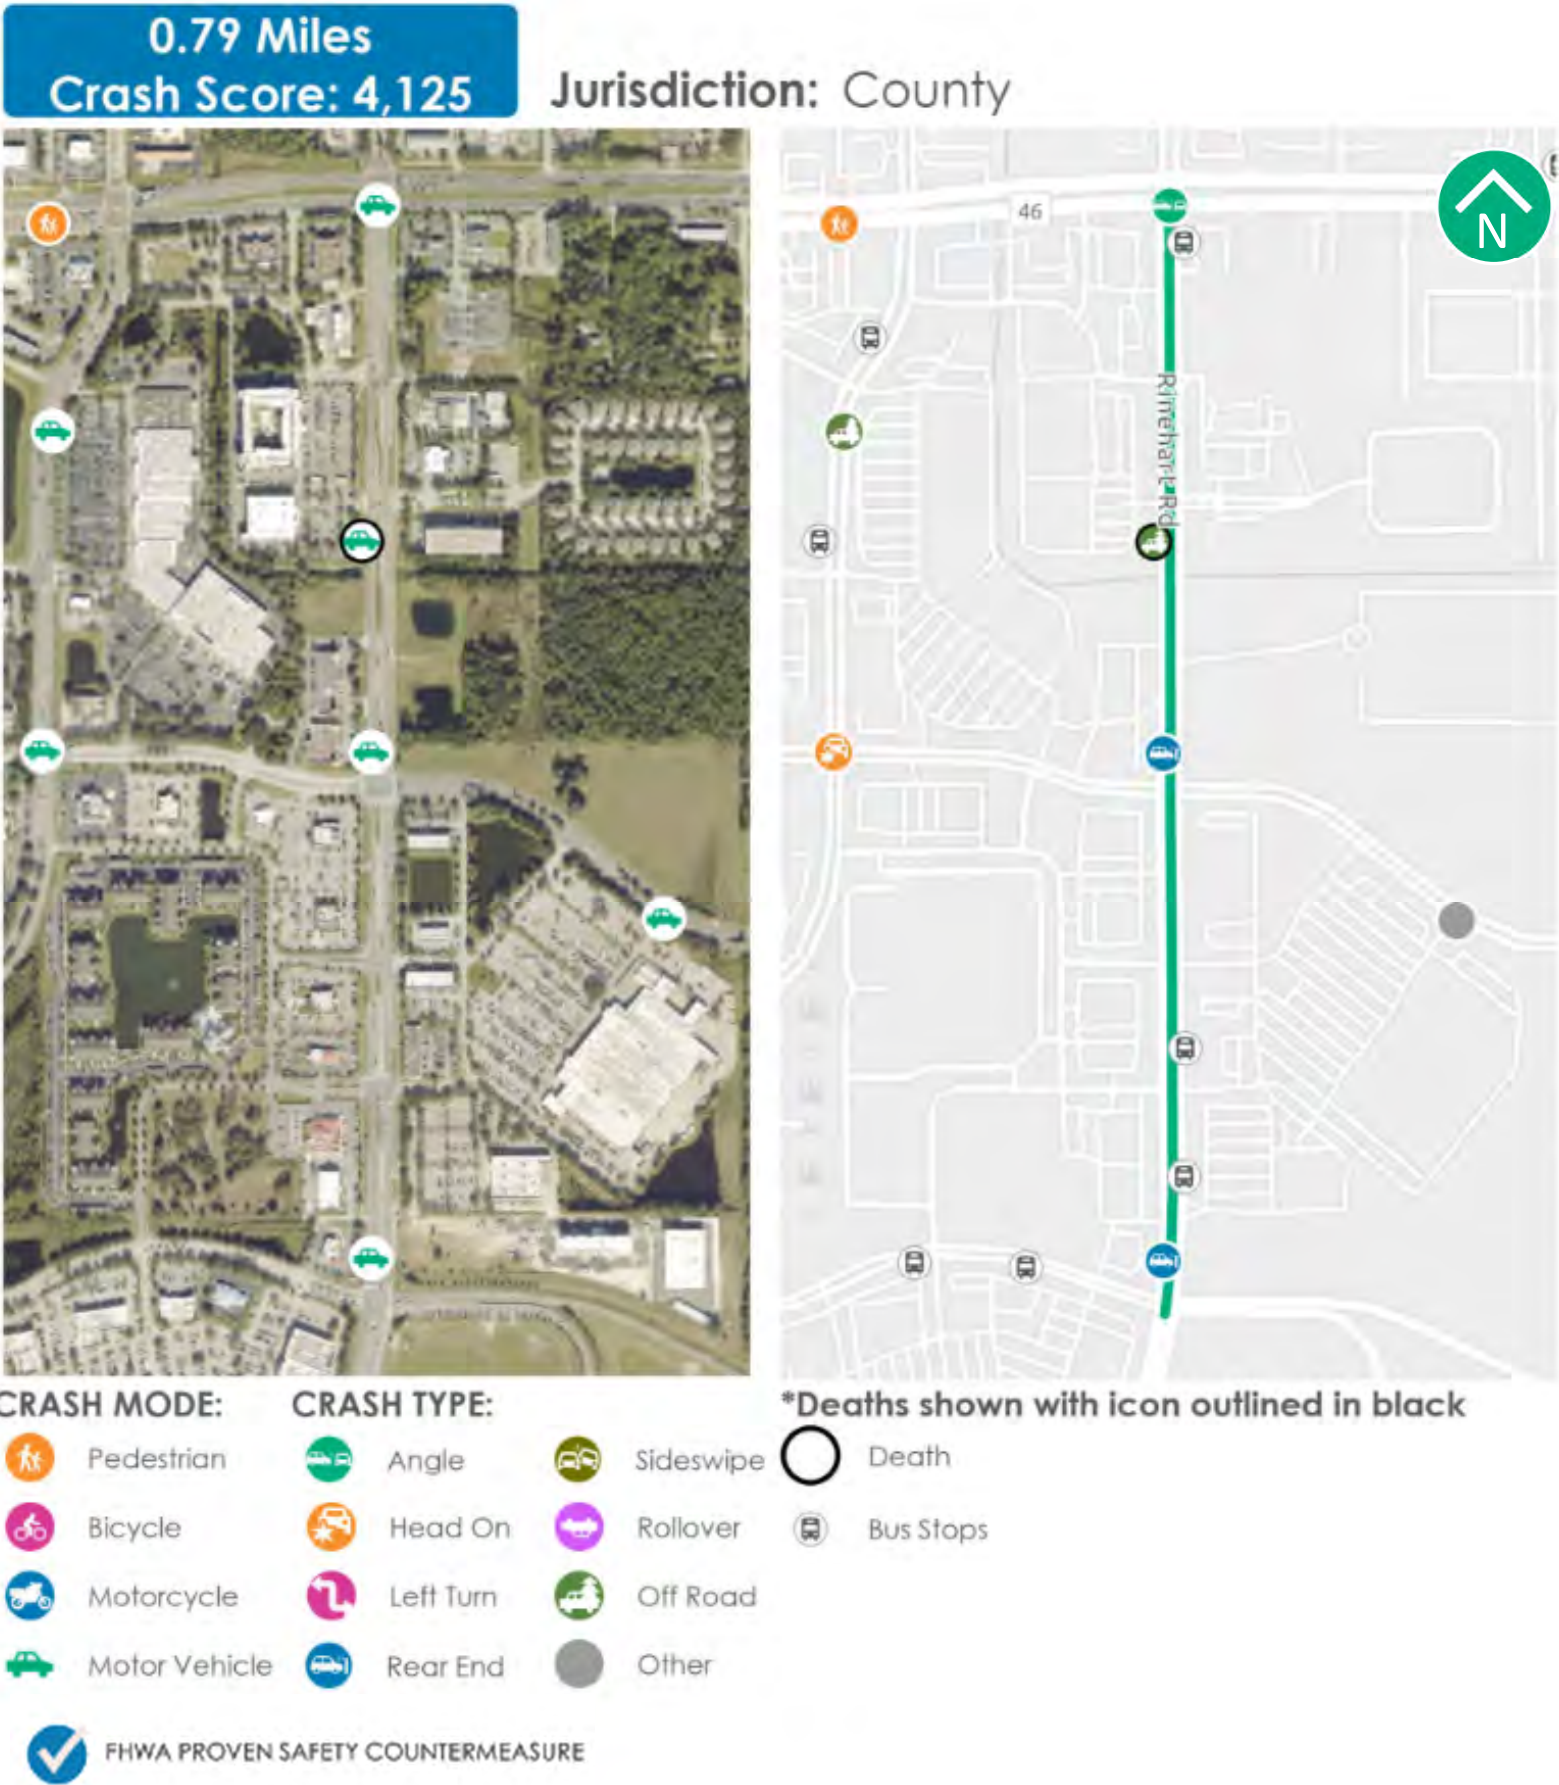 0.79 Miles
Crash Score: 4,125
Jurisdiction: County
46
N
Rinehart Rd
CRASH MODE:
Pedestrian
Bicycle
Motorcycle
Motor Vehicle
CRASH TYPE:
Angle
Head On
Left Turn
Rear End
Sideswipe
Rollover
Off Road
Other
*Deaths shown with icon outlined in black
Death
Bus Stops
FHWA PROVEN SAFETY COUNTERMEASURE